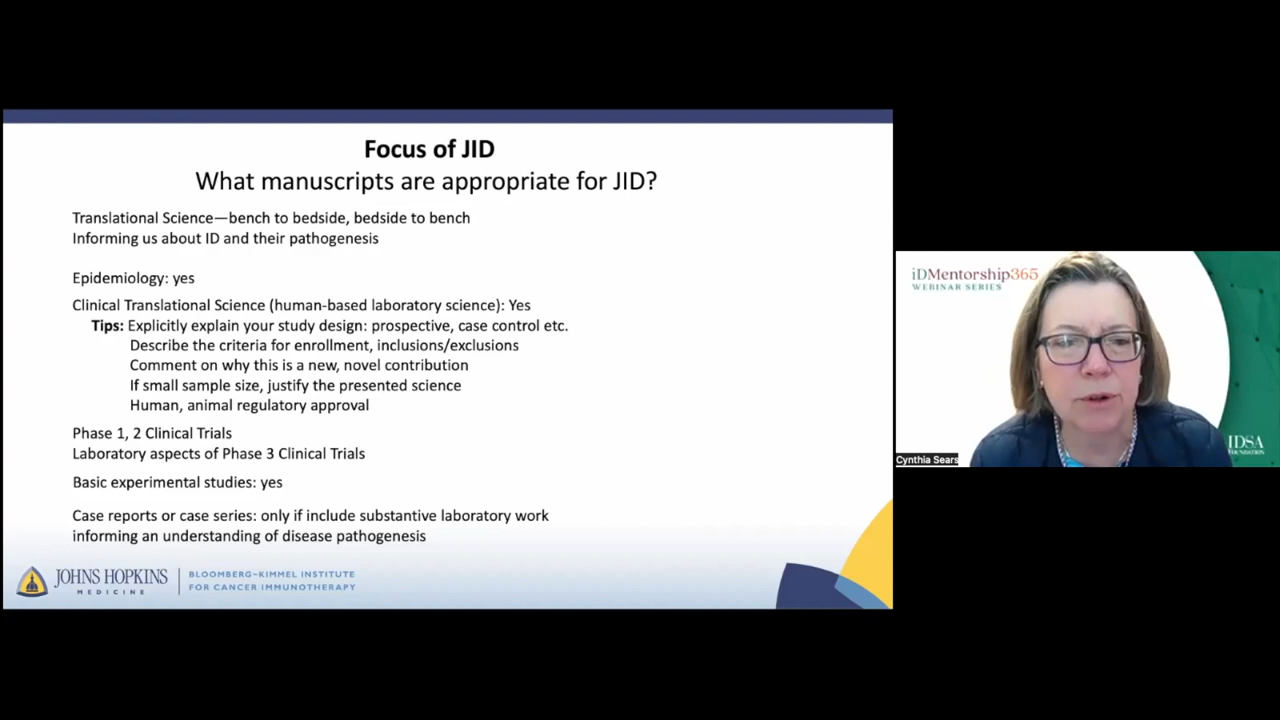 Focus of JID
What manuscripts are appropriate for JID?
Translational Science—bench to bedside, bedside to bench
Informing us about ID and their pathogenesis
Epidemiology: yes
Clinical Translational Science (human-based laboratory science): Yes
Tips: Explicitly explain your study design: prospective, case control etc.
Describe the criteria for enrollment, inclusions/exclusions
Comment on why this is a new, novel contribution
If small sample size, justify the presented science
Human, animal regulatory approval
Phase 1, 2 Clinical Trials
Laboratory aspects of Phase 3 Clinical Trials
Basic experimental studies: yes
Case reports or case series: only if include substantive laboratory work
informing an understanding of disease pathogenesis
JOHNS HOPKINS
MEDICINE
BLOOMBERG~KIMMEL INSTITUTE
FOR CANCER IMMUNOTHERAPY
iDMentorship365
WEBINAR SERIES
IDSA
FOUNDATION
Cynthia Sears